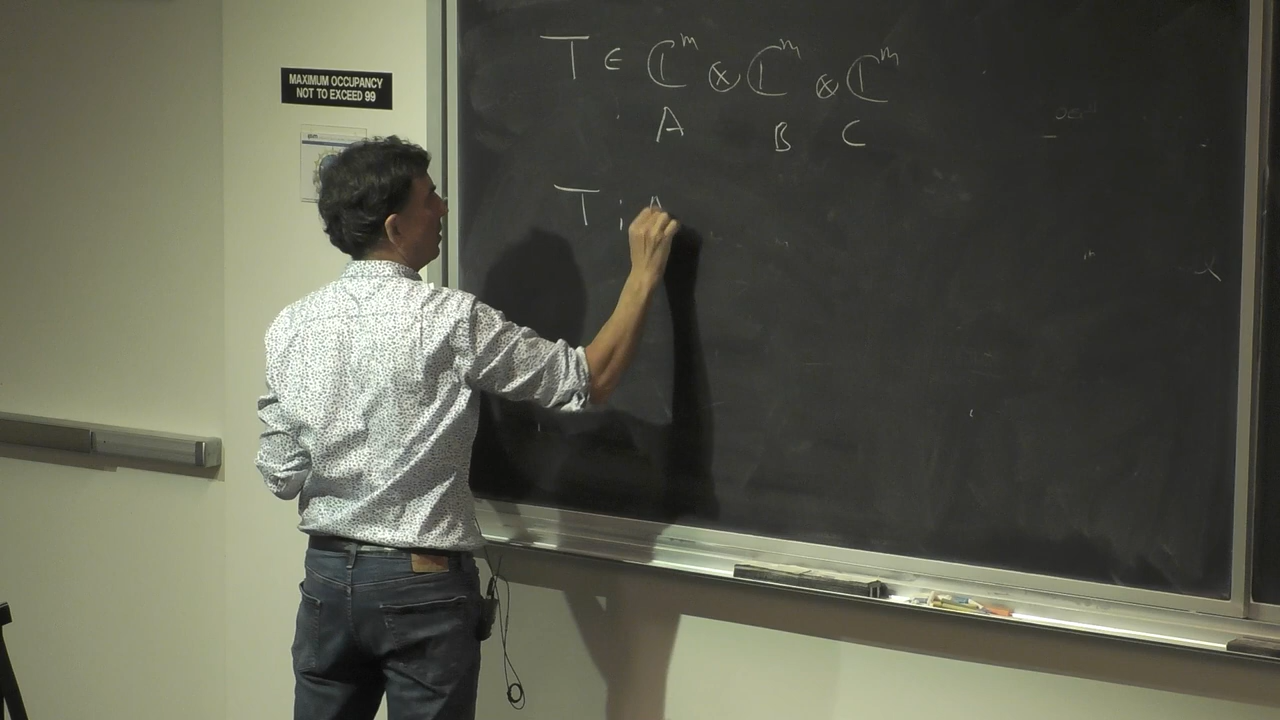 MAXIMUM OCCUPANCY
NOT TO EXCEED 99
T ∈ ℂᵐ ⊗ ℂᵐ ⊗ ℂᵐ
A B C
T : A